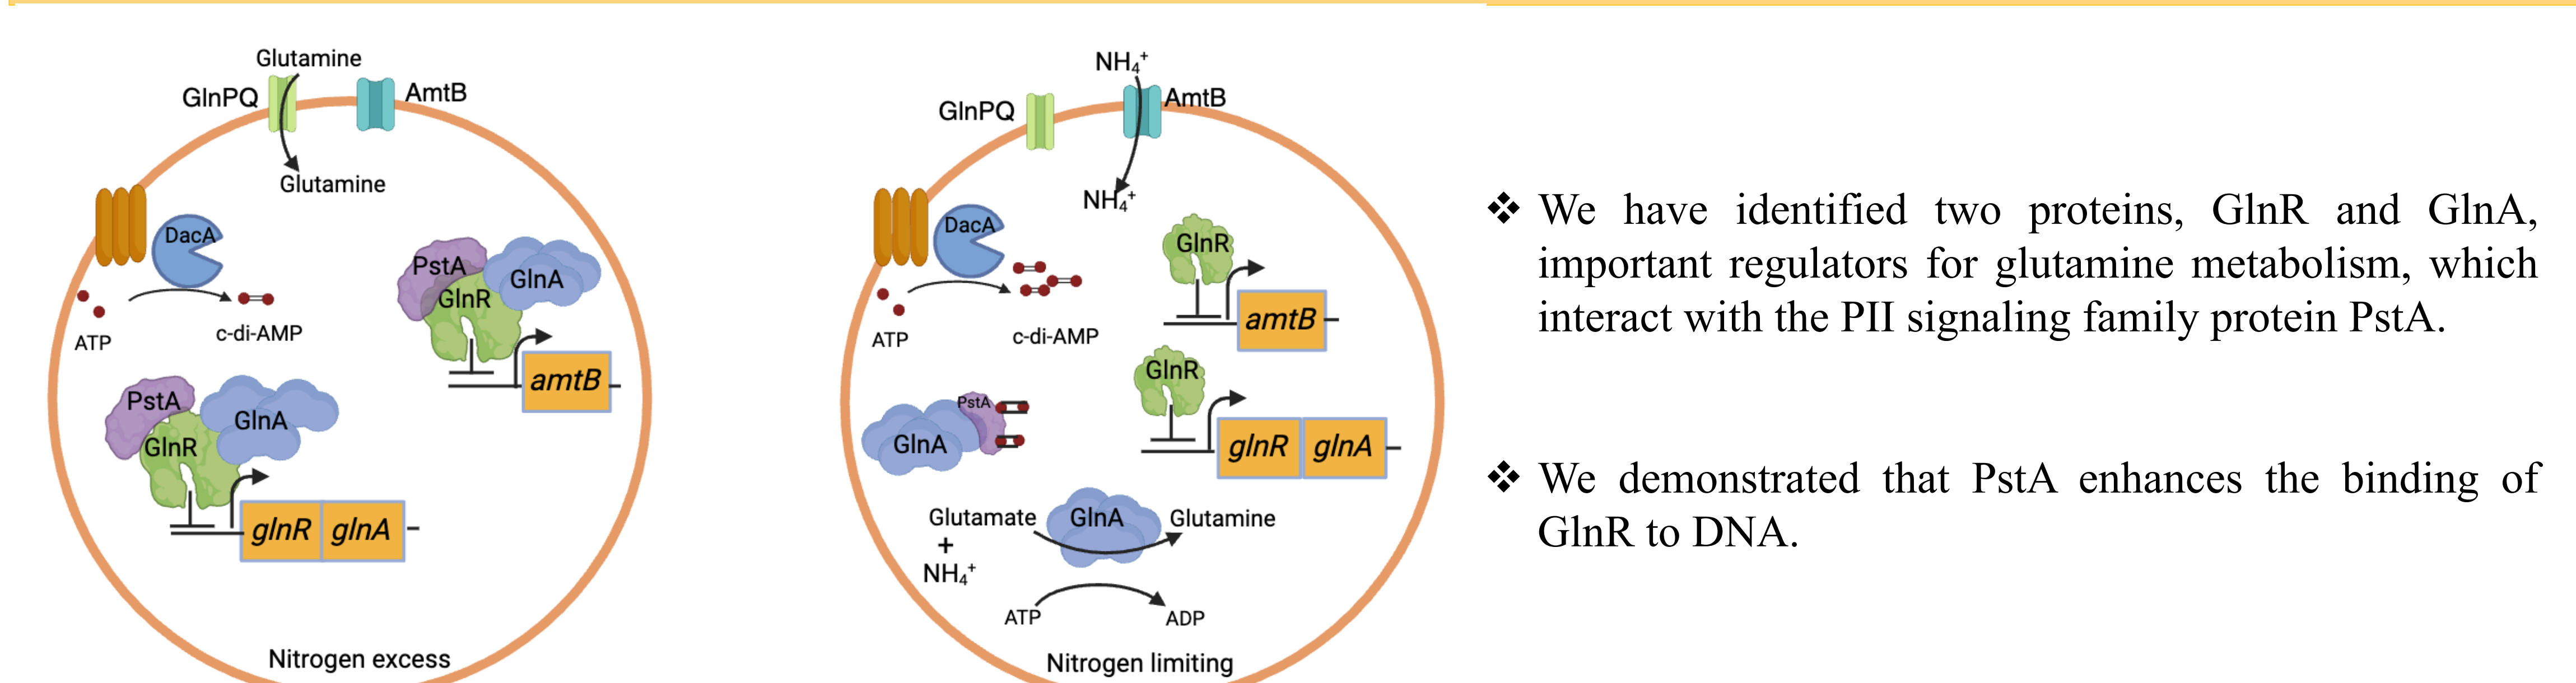 Glutamine
GlnPQ
AmtB
Glutamine
DacA
ATP
c-di-AMP
PstA
GlnA
GlnR
amtB
PstA
GlnA
GlnR
glnR glnA
Nitrogen excess
NH₄⁺
GlnPQ
AmtB
NH₄⁺
DacA
ATP
c-di-AMP
GlnR
amtB
GlnR
glnR glnA
PstA
GlnA
Glutamate
+
NH₄⁺
GlnA
Glutamine
ATP
ADP
Nitrogen limiting
❖ We have identified two proteins, GlnR and GlnA,
important regulators for glutamine metabolism, which
interact with the PII signaling family protein PstA.
❖ We demonstrated that PstA enhances the binding of
GlnR to DNA.